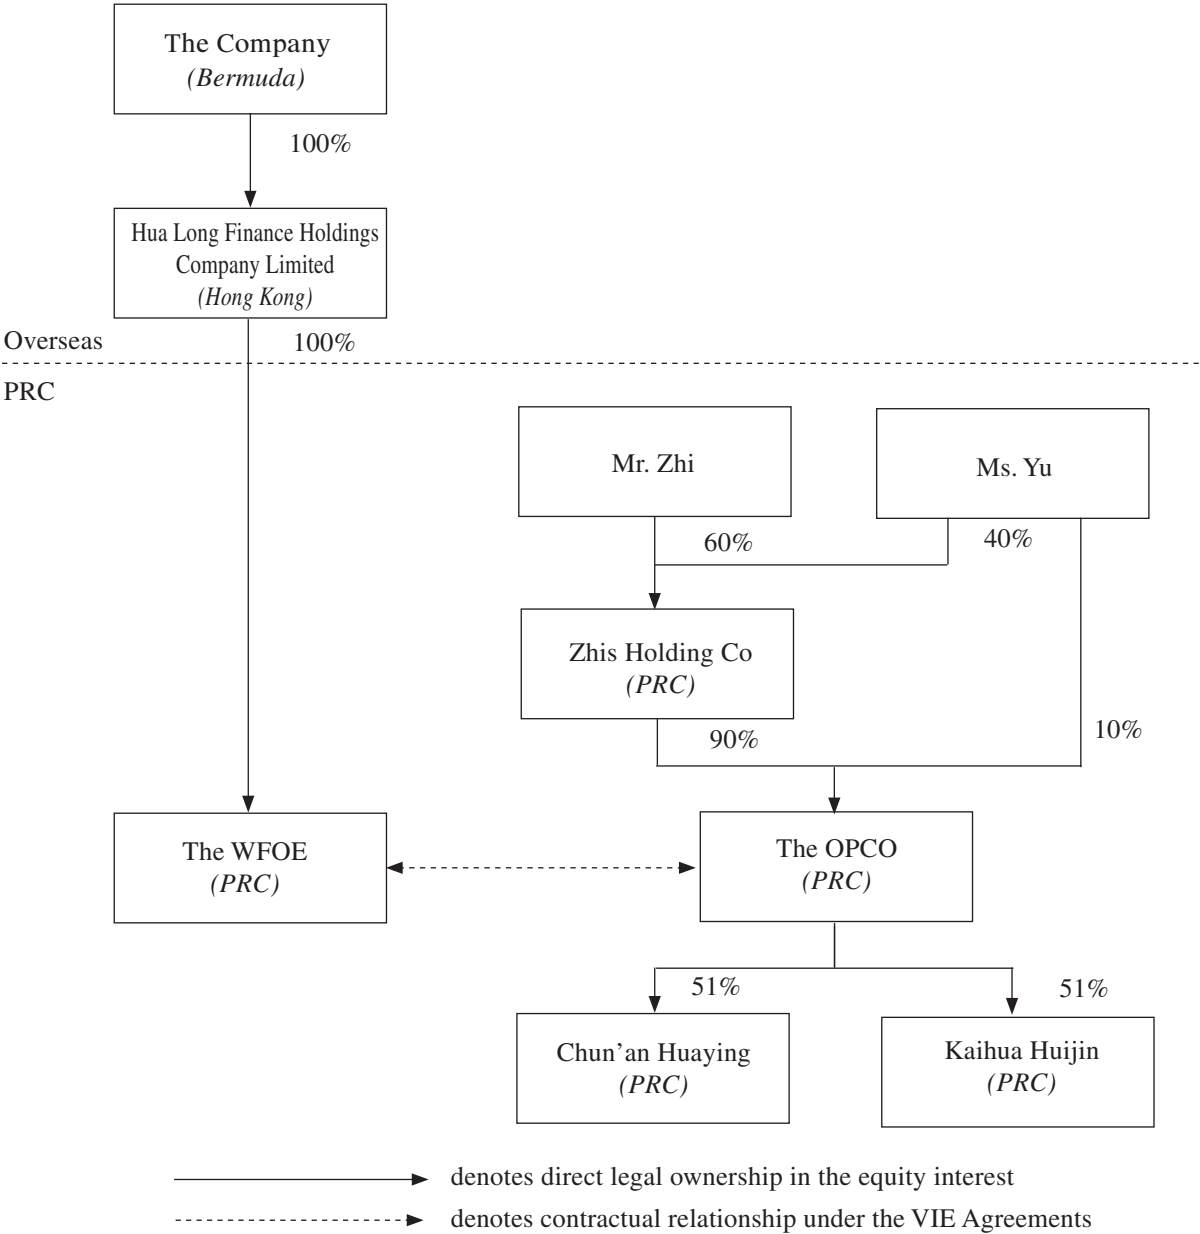 The Company
(Bermuda)
100%
Hua Long Finance Holdings
Company Limited
(Hong Kong)
Overseas
100%
PRC
Mr. Zhi
Ms. Yu
60%
40%
Zhis Holding Co
(PRC)
90%
10%
The WFOE
(PRC)
The OPCO
(PRC)
51%
51%
Chun’an Huaying
(PRC)
Kaihua Huijin
(PRC)
denotes direct legal ownership in the equity interest
denotes contractual relationship under the VIE Agreements